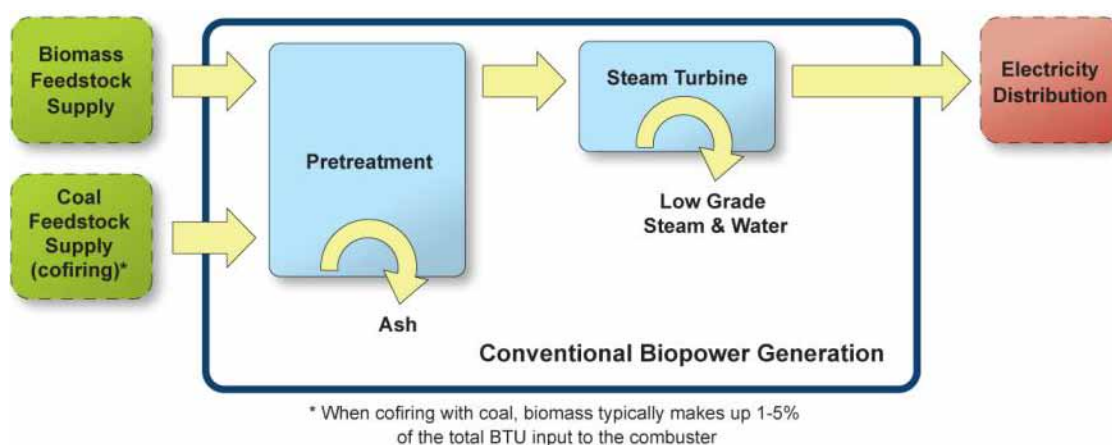 Biomass
Feedstock
Supply
Coal
Feedstock
Supply
(cofiring)*
Pretreatment
Ash
Steam Turbine
Low Grade
Steam & Water
Electricity
Distribution
Conventional Biopower Generation
* When cofiring with coal, biomass typically makes up 1-5%
of the total BTU input to the combuster